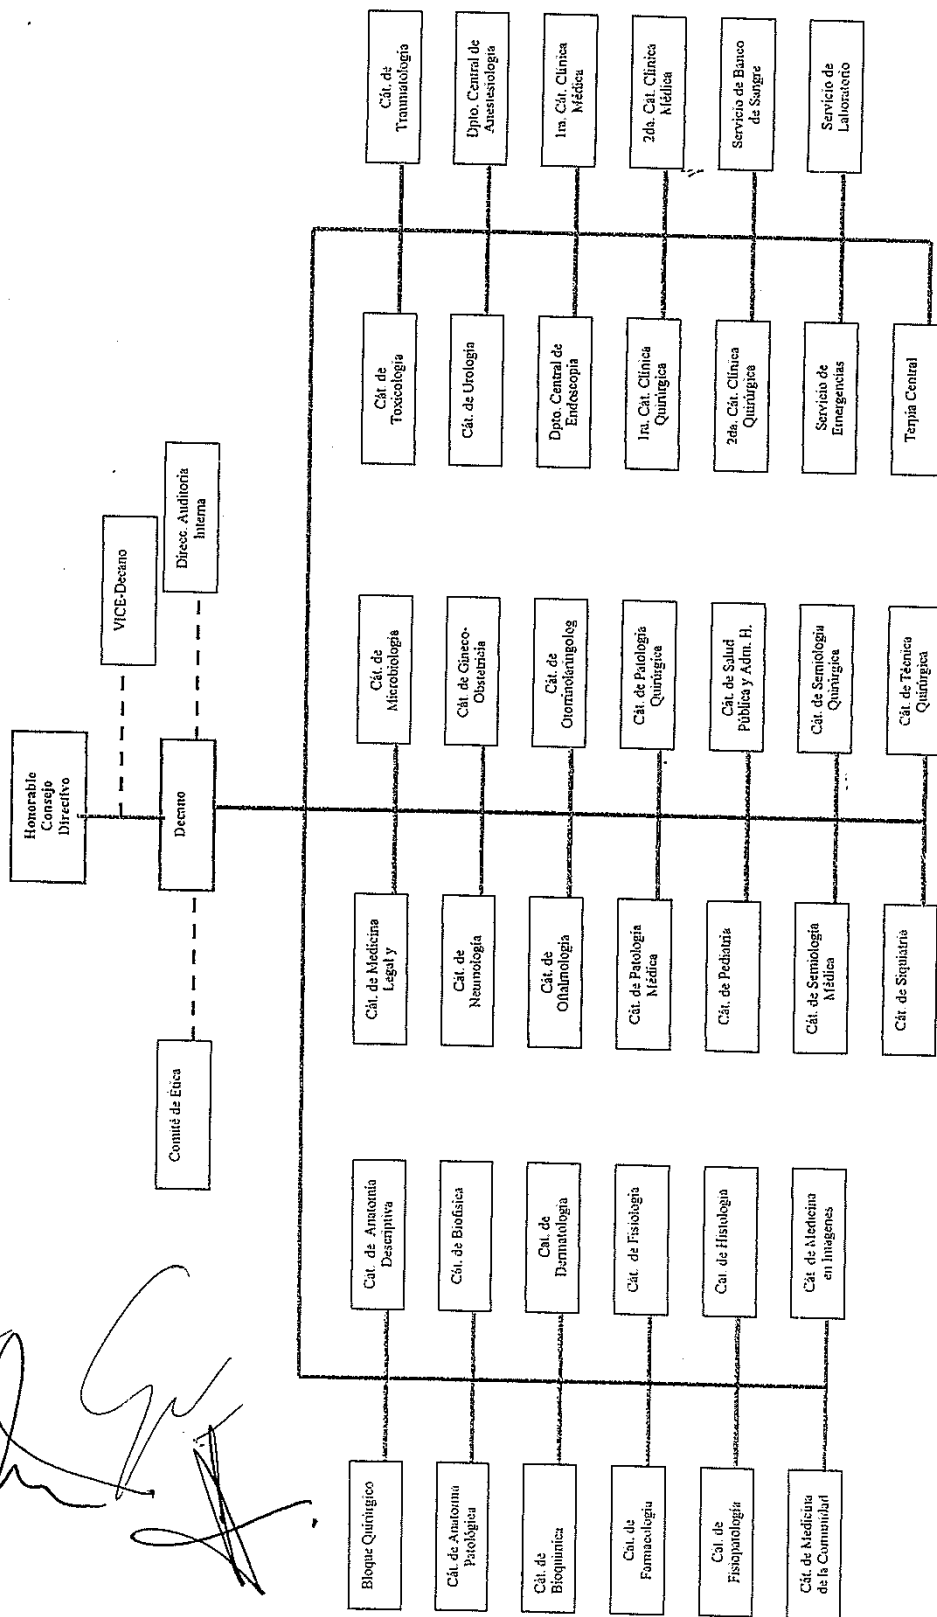 Honorable
Consejo
Directivo
VICE-Decano
Decano
Direcc. Auditoria
Interna
Comité de Ética
Bloque Quirúrgico
Cát. de Anatomía
Descriptiva
Cát. de Anatomía
Patológica
Cát. de Biofísica
Cát. de
Bioquímica
Cat. de
Dermatología
Cát. de
Farmacología
Cát. de Fisiología
Cát. de
Fisiopatología
Cat. de Histología
Cát. de Medicina
de la Comunidad
Cát. de Medicina
en Imágenes
Cát. de Medicina
Legal y
Cát. de
Microbiología
Cát. de
Neumología
Cát. de Gineco-
Obstetricia
Cát. de
Oftalmología
Cát. de
Otorrinolaringolog
Cát. de Patología
Médica
Cát. de Patología
Quirúrgica
Cát. de Pediatria
Cát. de Salud
Pública y Adm. H.
Cát. de Semiología
Médica
Cát. de Semiología
Quirúrgica
Cát. de Siquiatria
Cát. de Técnica
Quirúrgica
Cát. de
Toxicología
Cát. de
Traumatología
Cát. de Urología
Dpto. Central de
Anestesiología
Dpto. Central de
Endoscopia
1ra. Cát. Clínica
Médica
1ra. Cát. Clínica
Quirúrgica
2da. Cát. Clínica
Médica
2da. Cát. Clínica
Quirúrgica
Servicio de Banco
de Sangre
Servicio de
Emergencias
Servicio de
Laboratorio
Terpia Central